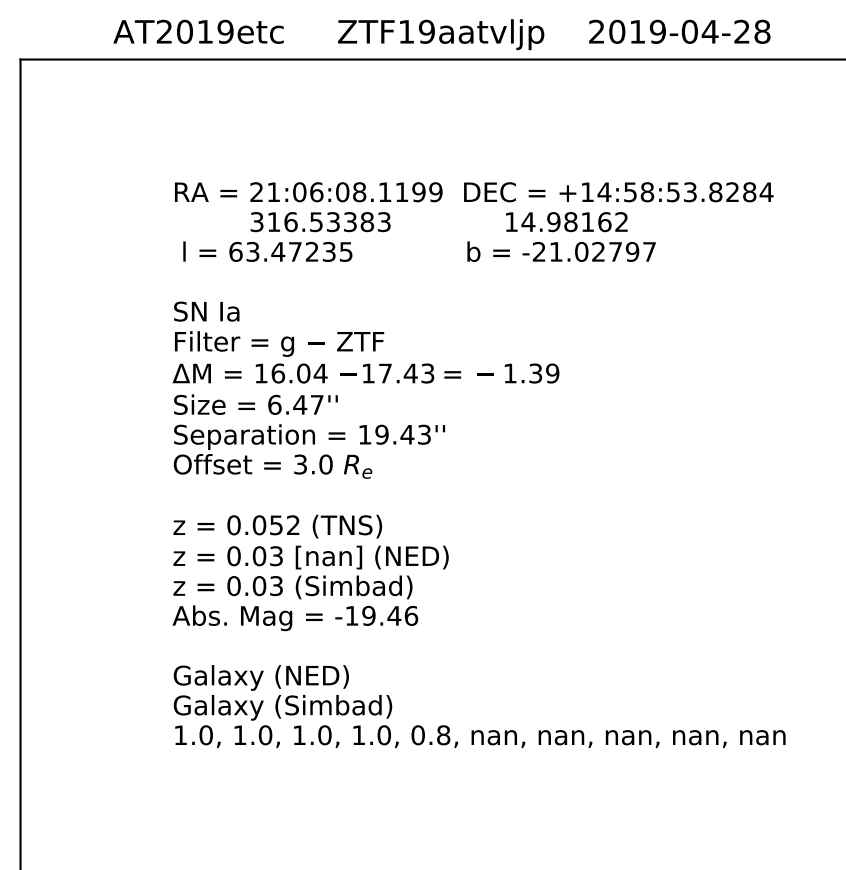 AT2019etc ZTF19aatvljp 2019-04-28
RA = 21:06:08.1199 DEC = +14:58:53.8284
316.53383 14.98162
l = 63.47235 b = -21.02797
SN Ia
Filter = g − ZTF
ΔM = 16.04 −17.43 = − 1.39
Size = 6.47''
Separation = 19.43''
Offset = 3.0 Rₑ
z = 0.052 (TNS)
z = 0.03 [nan] (NED)
z = 0.03 (Simbad)
Abs. Mag = -19.46
Galaxy (NED)
Galaxy (Simbad)
1.0, 1.0, 1.0, 1.0, 0.8, nan, nan, nan, nan, nan